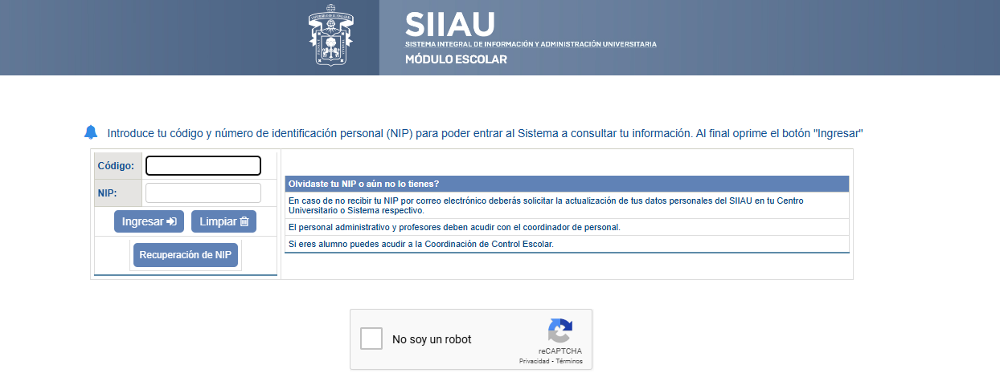 SIIAU
SISTEMA INTEGRAL DE INFORMACIÓN Y ADMINISTRACIÓN UNIVERSITARIA
MÓDULO ESCOLAR
Introduce tu código y número de identificación personal (NIP) para poder entrar al Sistema a consultar tu información. Al final oprime el botón "Ingresar"
Código:
NIP:
Ingresar
Limpiar
Recuperación de NIP
Olvidaste tu NIP o aún no lo tienes?
En caso de no recibir tu NIP por correo electrónico deberás solicitar la actualización de tus datos personales del SIIAU en tu Centro
Universitario o Sistema respectivo.
El personal administrativo y profesores deben acudir con el coordinador de personal.
Si eres alumno puedes acudir a la Coordinación de Control Escolar.
No soy un robot
reCAPTCHA
Privacidad - Términos